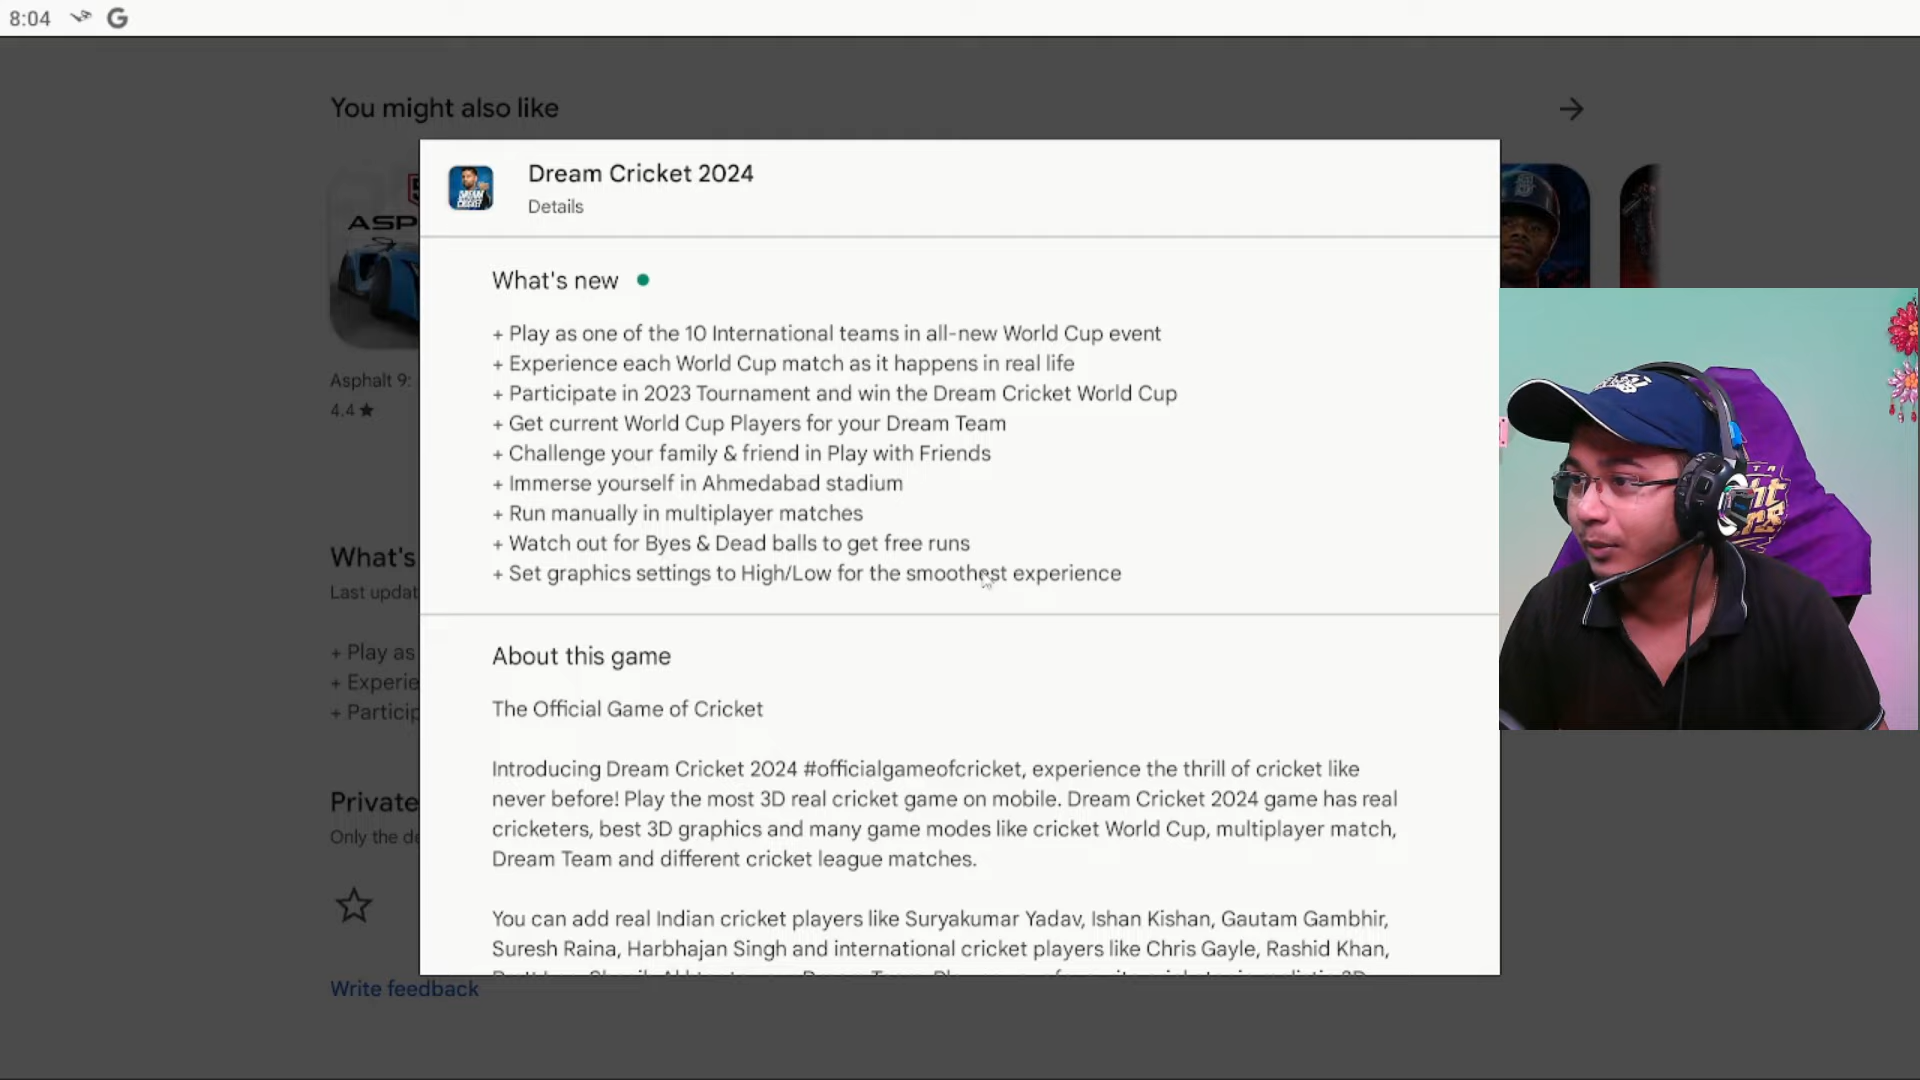 8:04
You might also like
Dream Cricket 2024
Details
What's new
+ Play as one of the 10 International teams in all-new World Cup event
+ Experience each World Cup match as it happens in real life
+ Participate in 2023 Tournament and win the Dream Cricket World Cup
+ Get current World Cup Players for your Dream Team
+ Challenge your family & friend in Play with Friends
+ Immerse yourself in Ahmedabad stadium
+ Run manually in multiplayer matches
+ Watch out for Byes & Dead balls to get free runs
+ Set graphics settings to High/Low for the smoothest experience
About this game
The Official Game of Cricket
Introducing Dream Cricket 2024 #officialgameofcricket, experience the thrill of cricket like
never before! Play the most 3D real cricket game on mobile. Dream Cricket 2024 game has real
cricketers, best 3D graphics and many game modes like cricket World Cup, multiplayer match,
Dream Team and different cricket league matches.
You can add real Indian cricket players like Suryakumar Yadav, Ishan Kishan, Gautam Gambhir,
Suresh Raina, Harbhajan Singh and international cricket players like Chris Gayle, Rashid Khan,
ASP
Asphalt 9:
4.4★
What's
Last updat
+ Play as
+ Experie
+ Particip
Private
Only the de
Write feedback